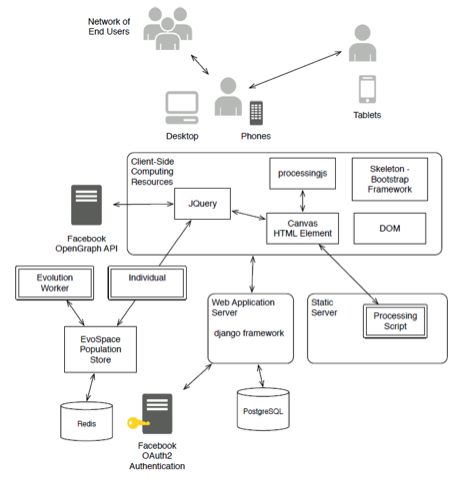 Network of
End Users
Desktop
Phones
Tablets
Client-Side
Computing
Resources
processingjs
Skeleton -
Bootstrap
Framework
JQuery
Canvas
HTML Element
DOM
Facebook
OpenGraph API
Evolution
Worker
Individual
Web Application
Server
django framework
Static
Server
Processing
Script
EvoSpace
Population
Store
Redis
PostgreSQL
Facebook
OAuth2
Authentication